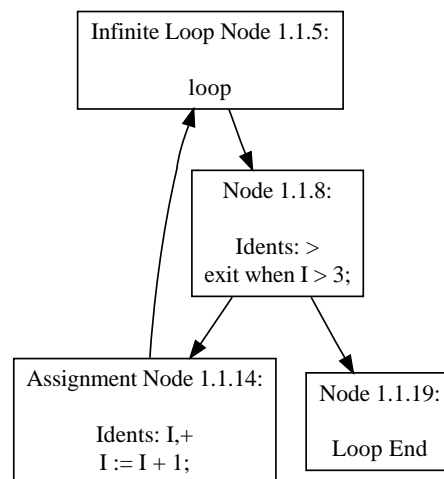 Infinite Loop Node 1.1.5:
loop
Node 1.1.8:
Idents: >
exit when I > 3;
Assignment Node 1.1.14:
Idents: I,+
I := I + 1;
Node 1.1.19:
Loop End